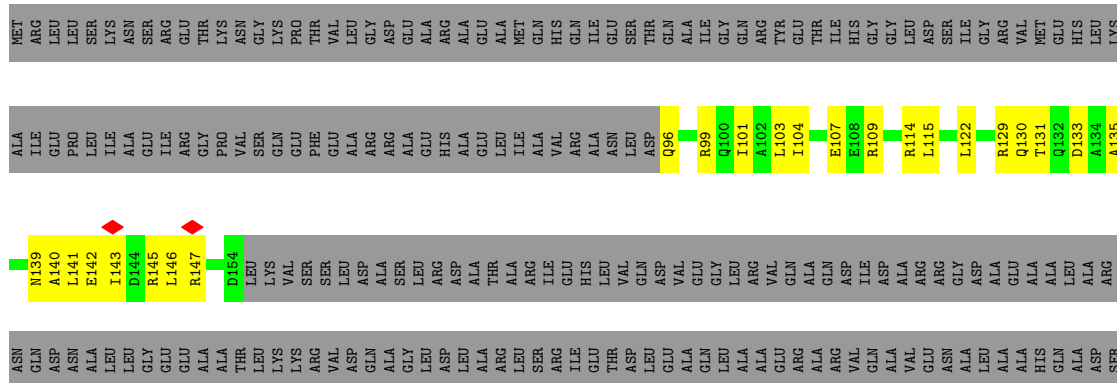 MET ARG LEU LEU SER LYS ASN SER ARG GLU THR LYS ASN GLY LYS PRO THR VAL LEU GLY ASP GLU ALA ARG ALA GLU ALA MET GLN HIS GLN ILE GLU SER THR GLN ALA ILE GLY GLN ARG TYR GLU THR ILE HIS GLY GLY LEU ASP SER ILE GLY ARG VAL MET GLU HIS LEU LYS
ALA ILE GLU PRO LEU ILE ALA GLU ILE ARG GLY PRO VAL SER GLN GLU PHE GLU ALA ARG ARG ALA GLU HIS ALA GLU LEU ILE ALA VAL ARG ALA ASN LEU ASP Q96 R99 Q100 I101 A102 L103 I104 E107 E108 R109 R114 L115 L122 R129 Q130 T131 Q132 D133 A134 A135
N139 A140 L141 E142 I143 D144 R145 L146 R147 D154 LEU LYS VAL SER SER LEU ASP ALA SER LEU ARG ASP ALA THR ALA ARG ILE GLU HIS LEU VAL GLN ASP VAL GLU GLY LEU ARG VAL GLN ALA GLN ASP ILE ASP ALA ARG ARG GLY ASP ALA GLU ALA ALA LEU ALA ARG
ASN GLN ASP ASN ALA LEU LEU GLY GLU GLU ALA ALA THR LEU LYS LYS ARG VAL ASP GLN ALA GLY LEU ASP LEU ALA ARG LEU SER ARG ILE GLU THR ASP LEU GLU ALA GLN LEU ALA ALA GLU ARG ALA ARG VAL GLN ALA VAL GLU ASN ALA LEU ALA ALA HIS GLN ALA ASP SER